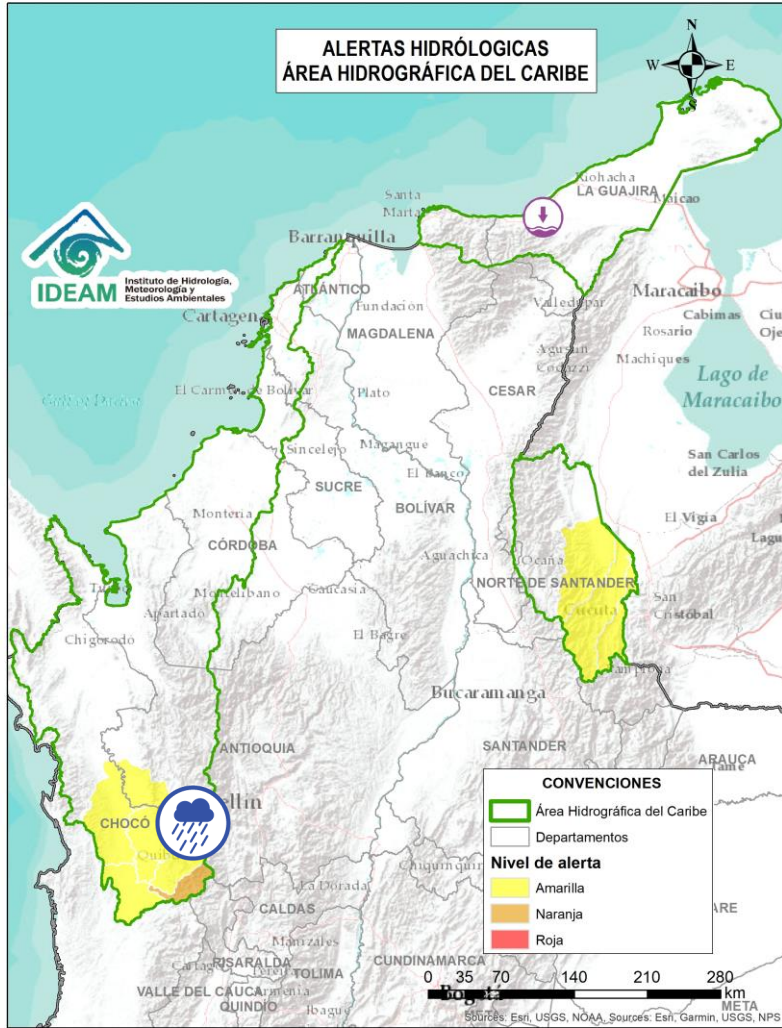 ALERTAS HIDRÓLOGICAS
ÁREA HIDROGRÁFICA DEL CARIBE
N
W
E
S
Riohacha
LA GUAJIRA
Maicao
Santa
Marta
Barranquilla
IDEAM
Instituto de Hidrología,
Meteorología y
Estudios Ambientales
ATLÁNTICO
Maracaibo
Fundación
Valledupar
Cabimas
Cartagen
MAGDALENA
Rosario
Agustín
Codazzi
Machiques
El Carmen de Bolívar
Plato
CESAR
Lago de
Maracaibo
Sincelejo
Magangue
San Carlos
del Zulia
El Banco
SUCRE
BOLÍVAR
Montería
El Vigía
CÓRDOBA
Aguachica
Ocaña
NORTE DE SANTANDER
Montelibano
Caucasia
Cucuta
San
Cristóbal
Apartado
El Bagre
Chigorodo
Bucaramanga
ANTIOQUIA
SANTANDER
ARAUCA
CHOCÓ
CONVENCIONES
Área Hidrográfica del Caribe
Departamentos
Nivel de alerta
Amarilla
Naranja
Roja
La Dorada
CALDAS
Manizales
RISARALDA
TOLIMA
CUNDINAMARCA
VALLE DEL CAUCA
Armenia
QUINDÍO
Ibague
META
0 35 70 140 210 280
Sources: Esri, USGS, NOAA, Sources: Esri, Garmin, USGS, NPS